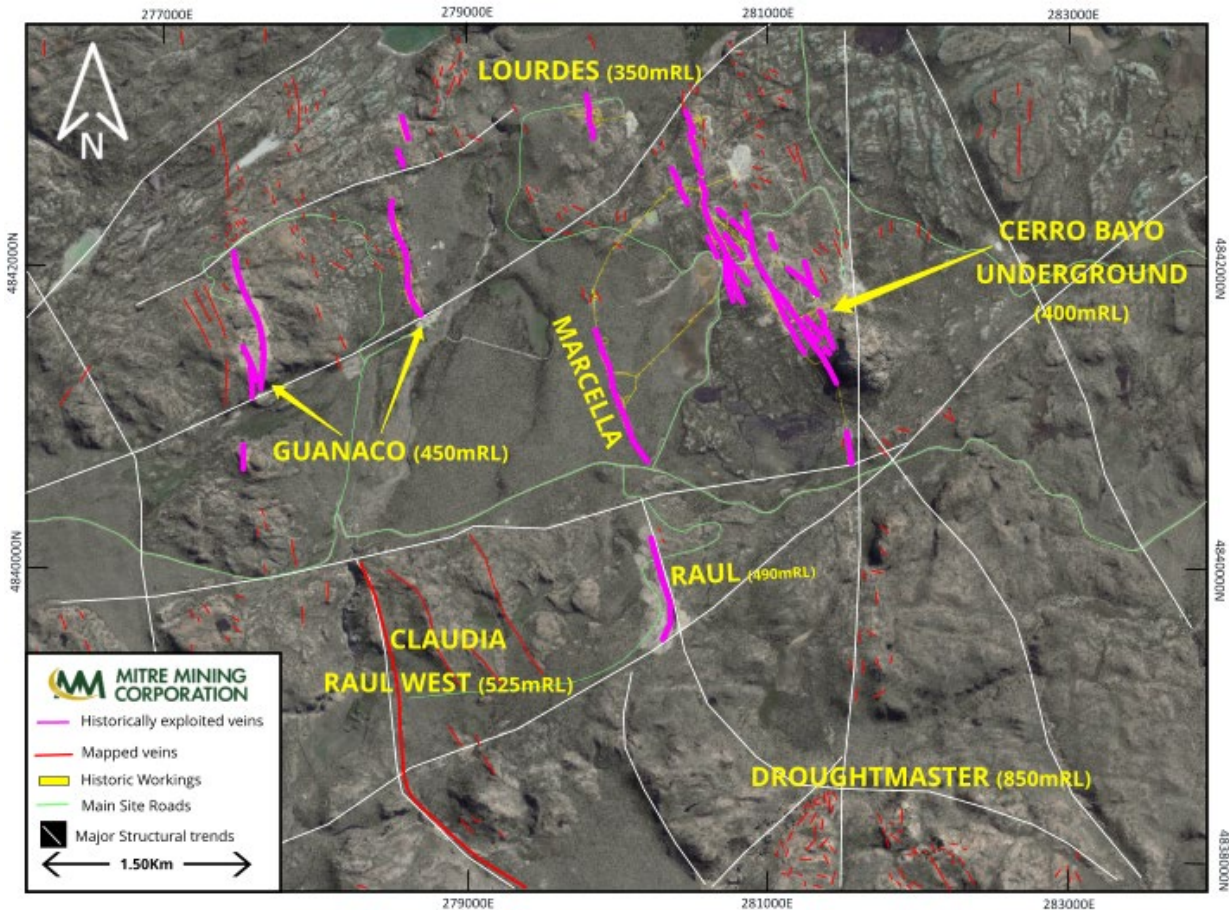 277000E
279000E
281000E
283000E
LOURDES (350mRL)
N
CERRO BAYO
UNDERGROUND
(400mRL)
4842000N
4842000N
MARCELLA
GUANACO (450mRL)
4840000N
4840000N
RAUL (490mRL)
CLAUDIA
RAUL WEST (525mRL)
DROUGHTMASTER (850mRL)
MM
MITRE MINING
CORPORATION
Historically exploited veins
Mapped veins
Historic Workings
Main Site Roads
Major Structural trends
1.50Km
4838000N
279000E
281000E
283000E